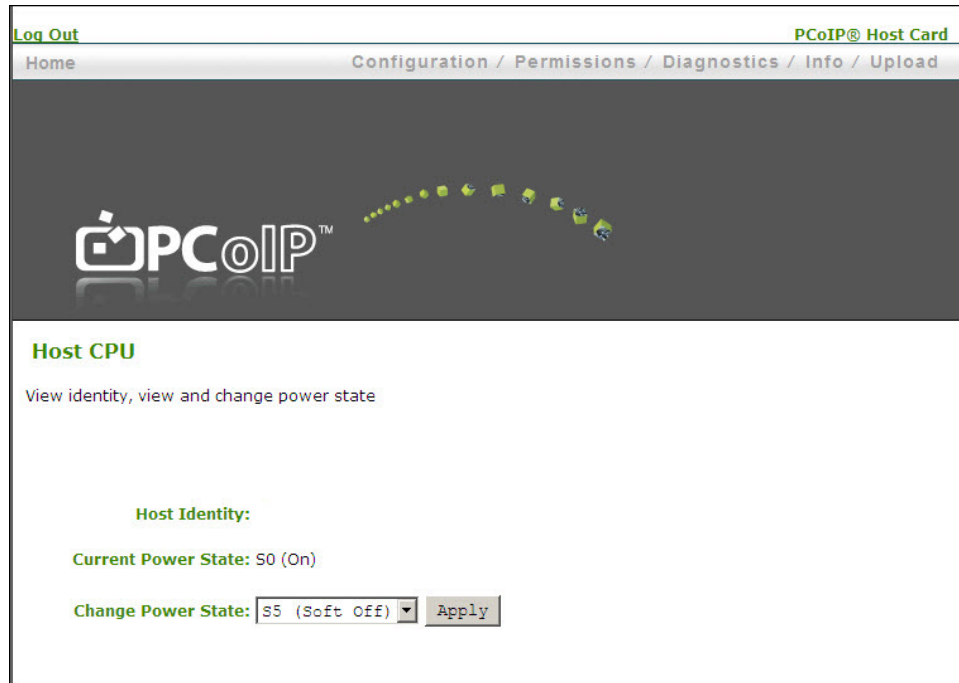 Log Out PCoIP® Host Card
Home Configuration / Permissions / Diagnostics / Info / Upload
PCoIP™
Host CPU
View identity, view and change power state
Host Identity:
Current Power State: S0 (On)
Change Power State: S5 (Soft Off) Apply